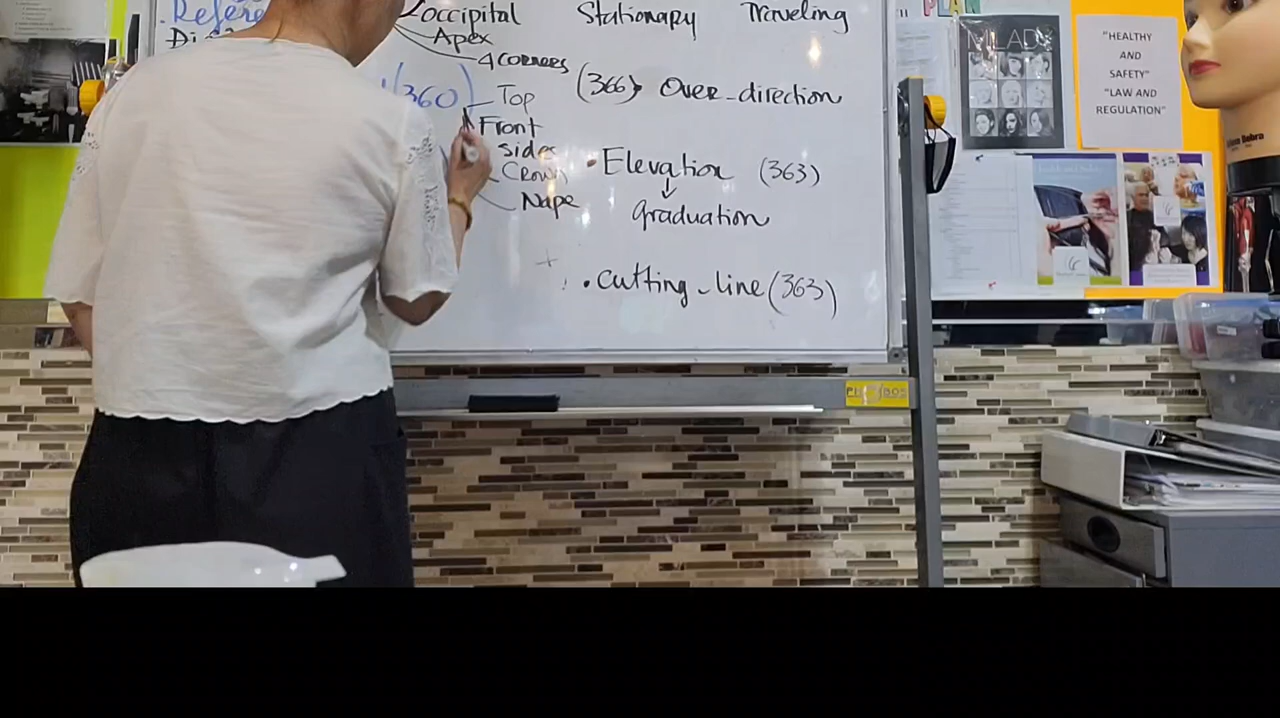 Refere
occipital
Stationary
Traveling
Apex
4 corners
(360)
Top
Front
sides
Crown
Nape
(366) Over-direction
• Elevation (363)
graduation
• Cutting-line (363)
PLAN
MILADY
"HEALTHY
AND
SAFETY"
"LAW AND
REGULATION"